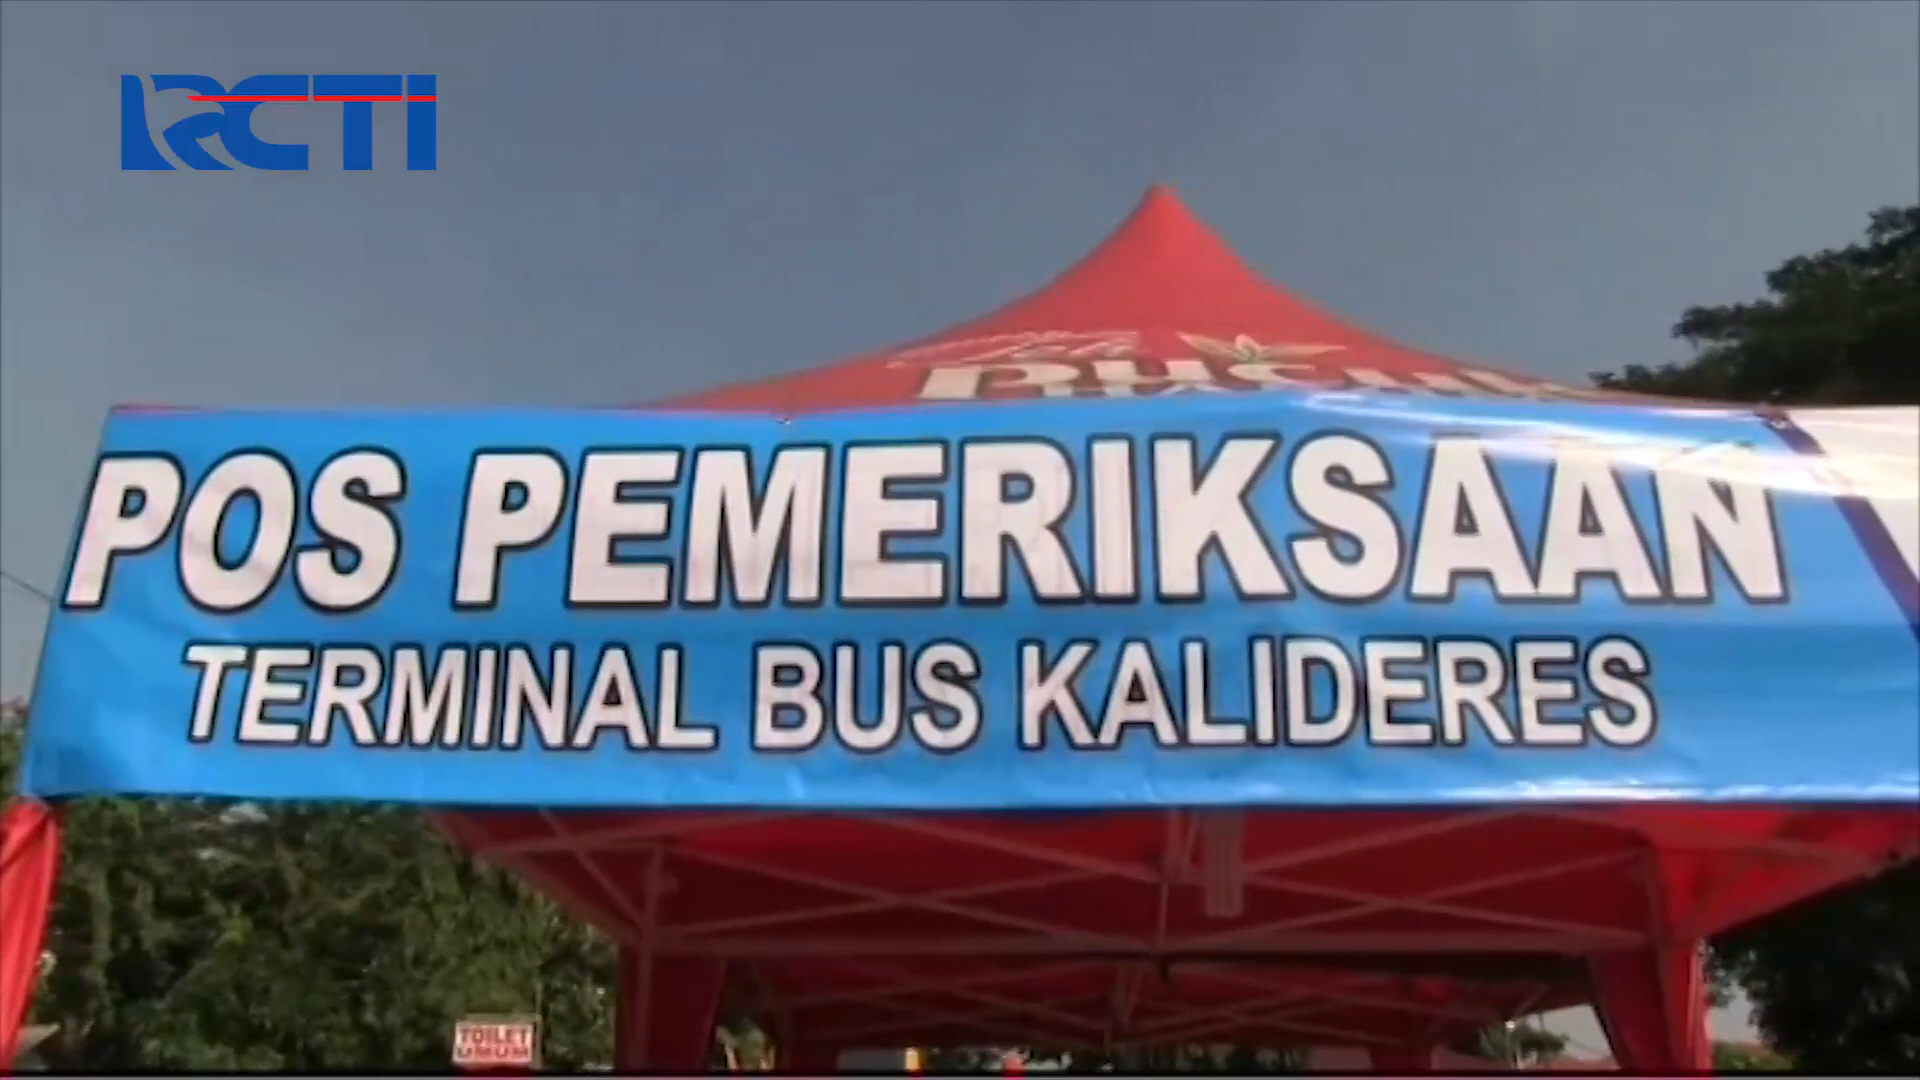 RCTI
POS PEMERIKSAAN
TERMINAL BUS KALIDERES
TOILET
UMUM